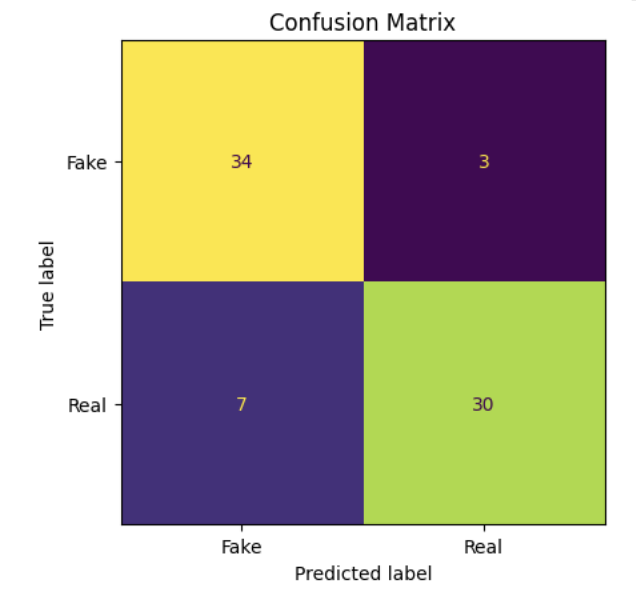 Confusion Matrix
Fake
34
3
True label
Real
7
30
Fake
Real
Predicted label